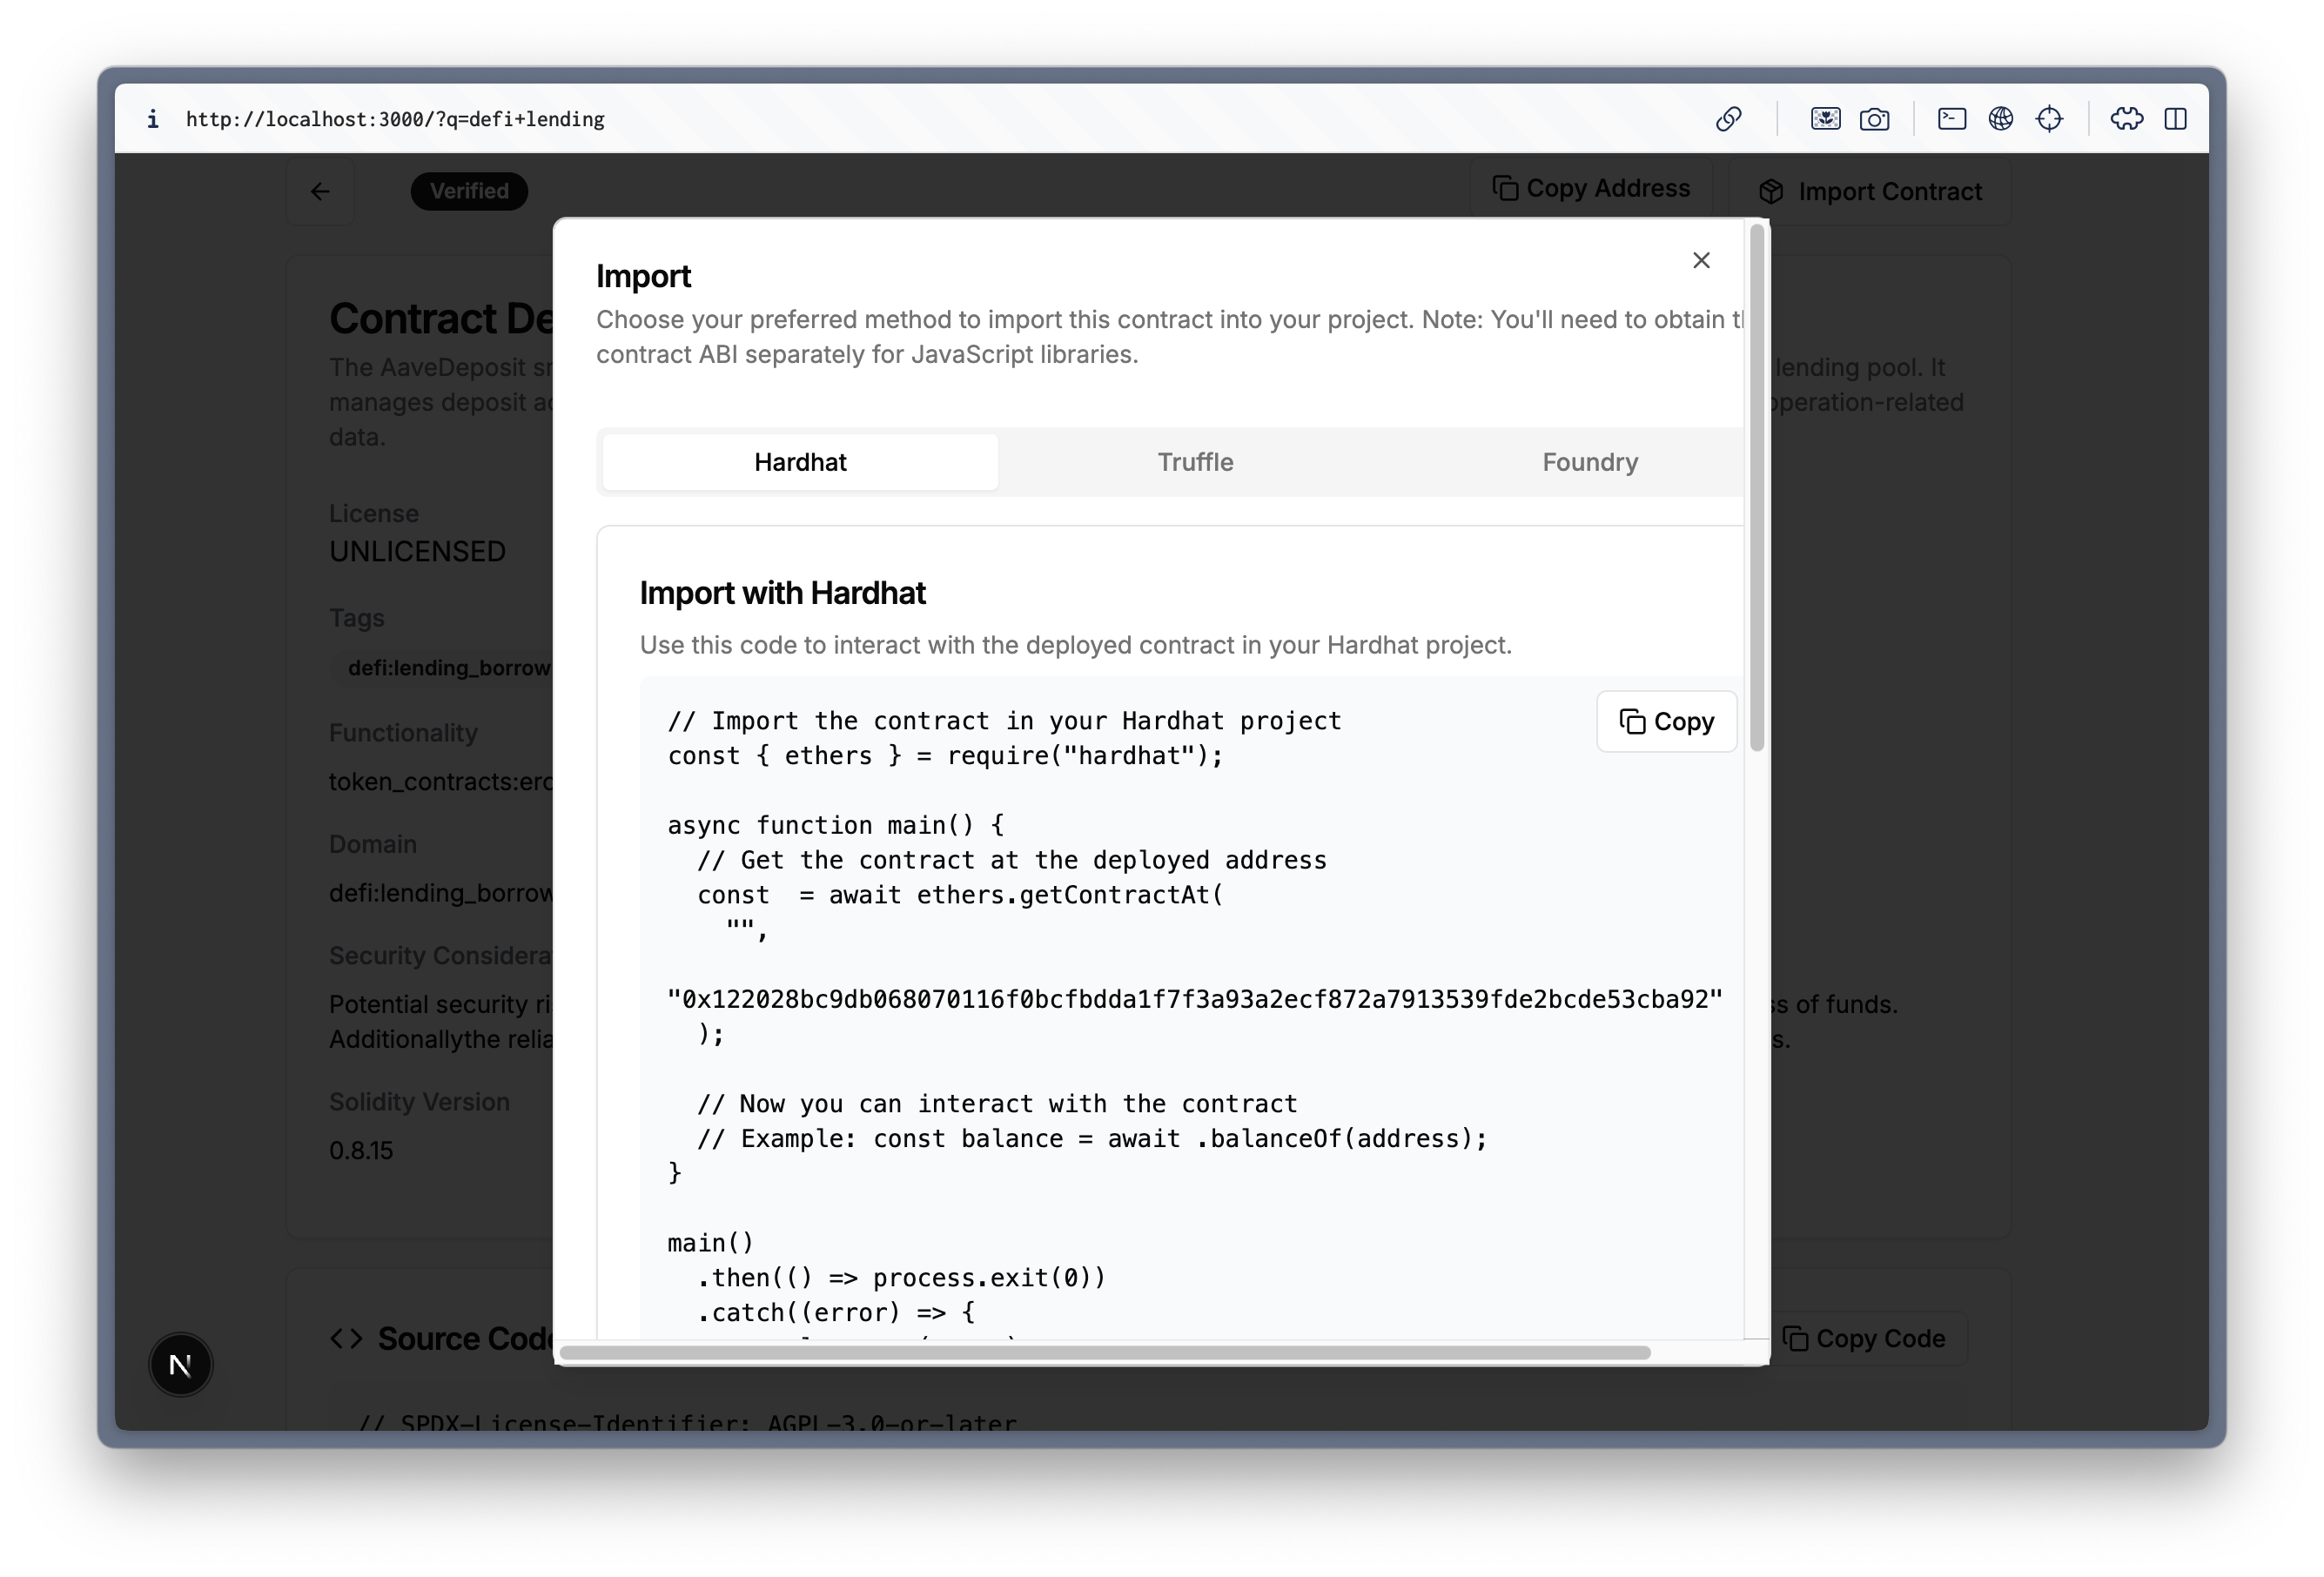 http://localhost:3000/?q=defi+lending
Verified
Copy Address
Import Contract
Import
Choose your preferred method to import this contract into your project. Note: You'll need to obtain
contract ABI separately for JavaScript libraries.
Hardhat
Truffle
Foundry
Import with Hardhat
Use this code to interact with the deployed contract in your Hardhat project.
Copy
// Import the contract in your Hardhat project
const { ethers } = require("hardhat");
async function main() {
// Get the contract at the deployed address
const  = await ethers.getContractAt(
"",
"0x122028bc9db068070116f0bcfbdda1f7f3a93a2ecf872a7913539fde2bcde53cba92"
);
// Now you can interact with the contract
// Example: const balance = await .balanceOf(address);
}
main()
.then(() => process.exit(0))
.catch((error) => {
Contract De
The AaveDeposit
lending pool. It
manages deposit
operation-related
data.
License
UNLICENSED
Tags
defi:lending_borrow
Functionality
token_contracts:erc
Domain
defi:lending_borrow
Security Considera
Potential security
ss of funds.
Additionallythe relia
s.
Solidity Version
0.8.15
<> Source Code
Copy Code
// SPDX-License-Identifier: AGPL-3.0-or-later
N